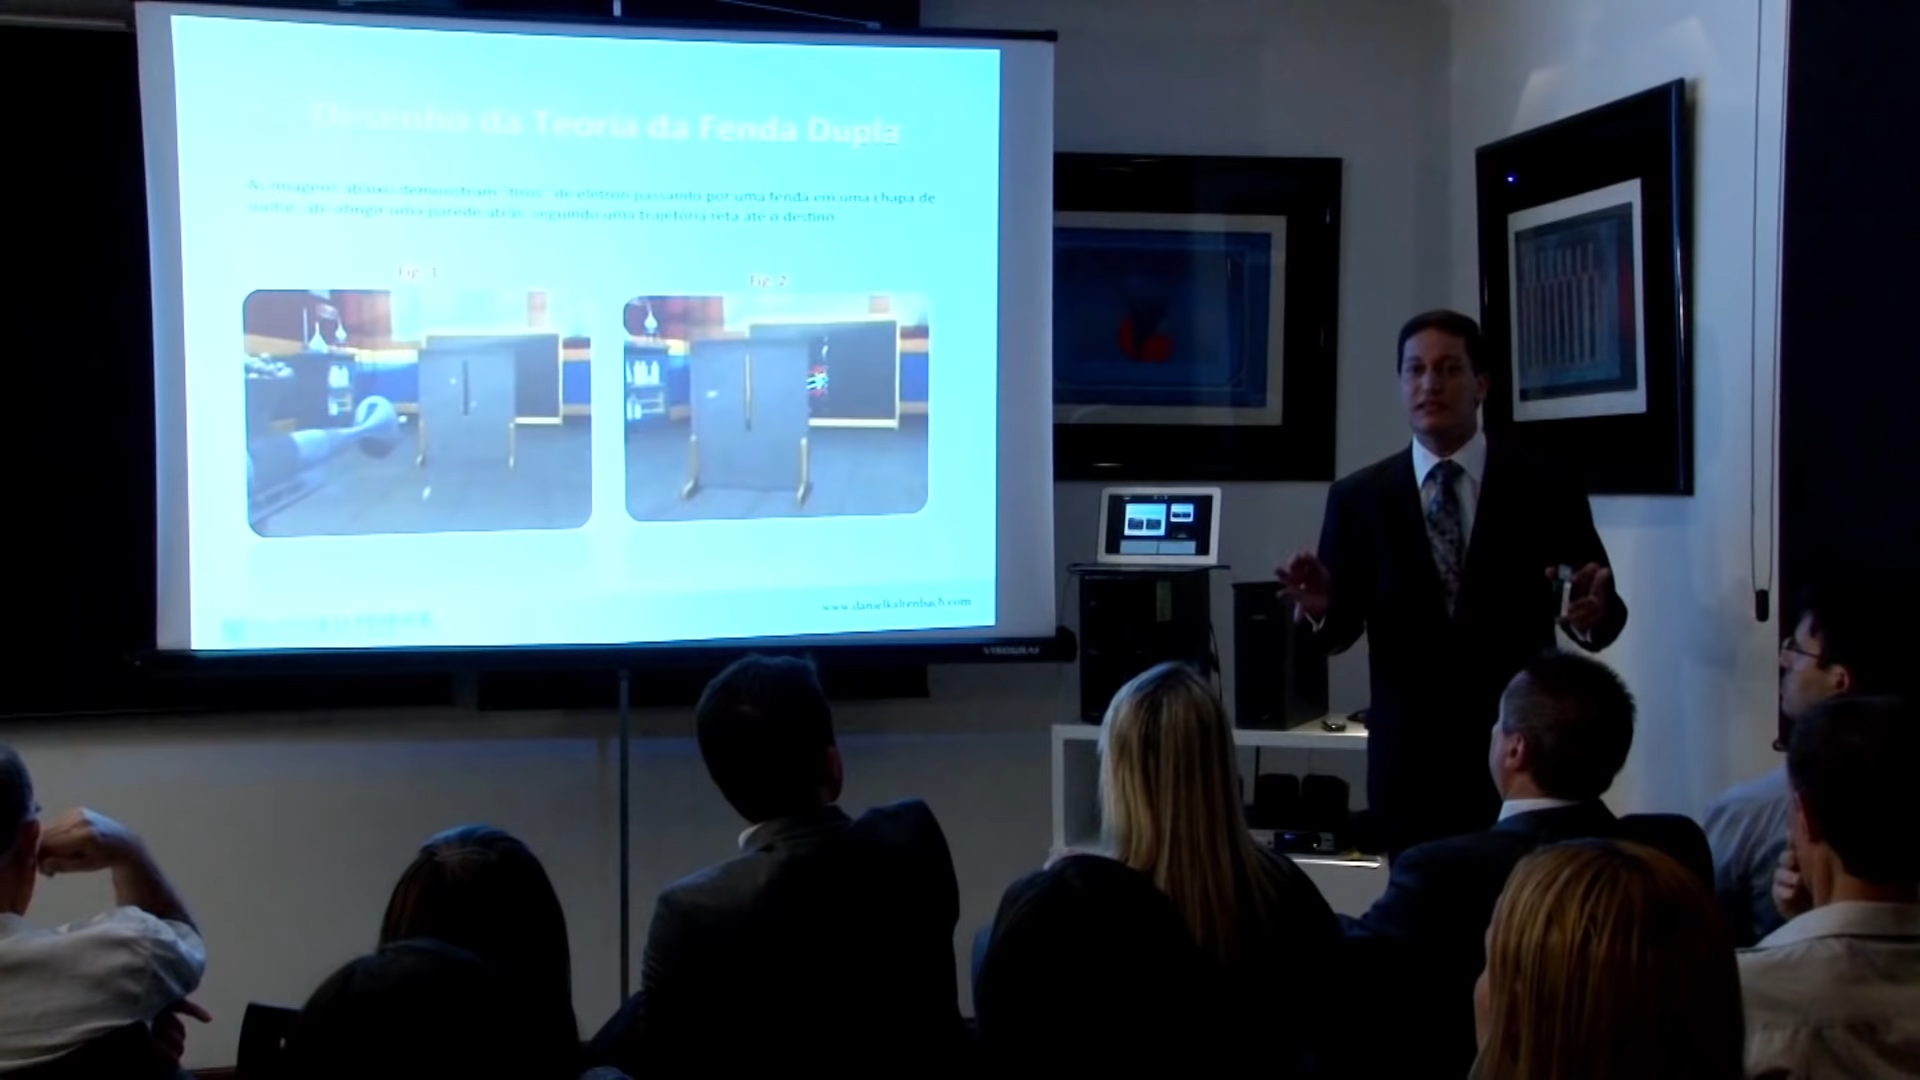 Desenho da Teoria da Fenda Dupla
As imagens abaixo demonstram "tiros" de elétron passando por uma fenda em uma chapa de
metal, até atingir uma parede atrás, seguindo uma trajetória reta até o destino
Fig. 1
Fig. 2
www.danielkaltenbach.com
VISOGRAF